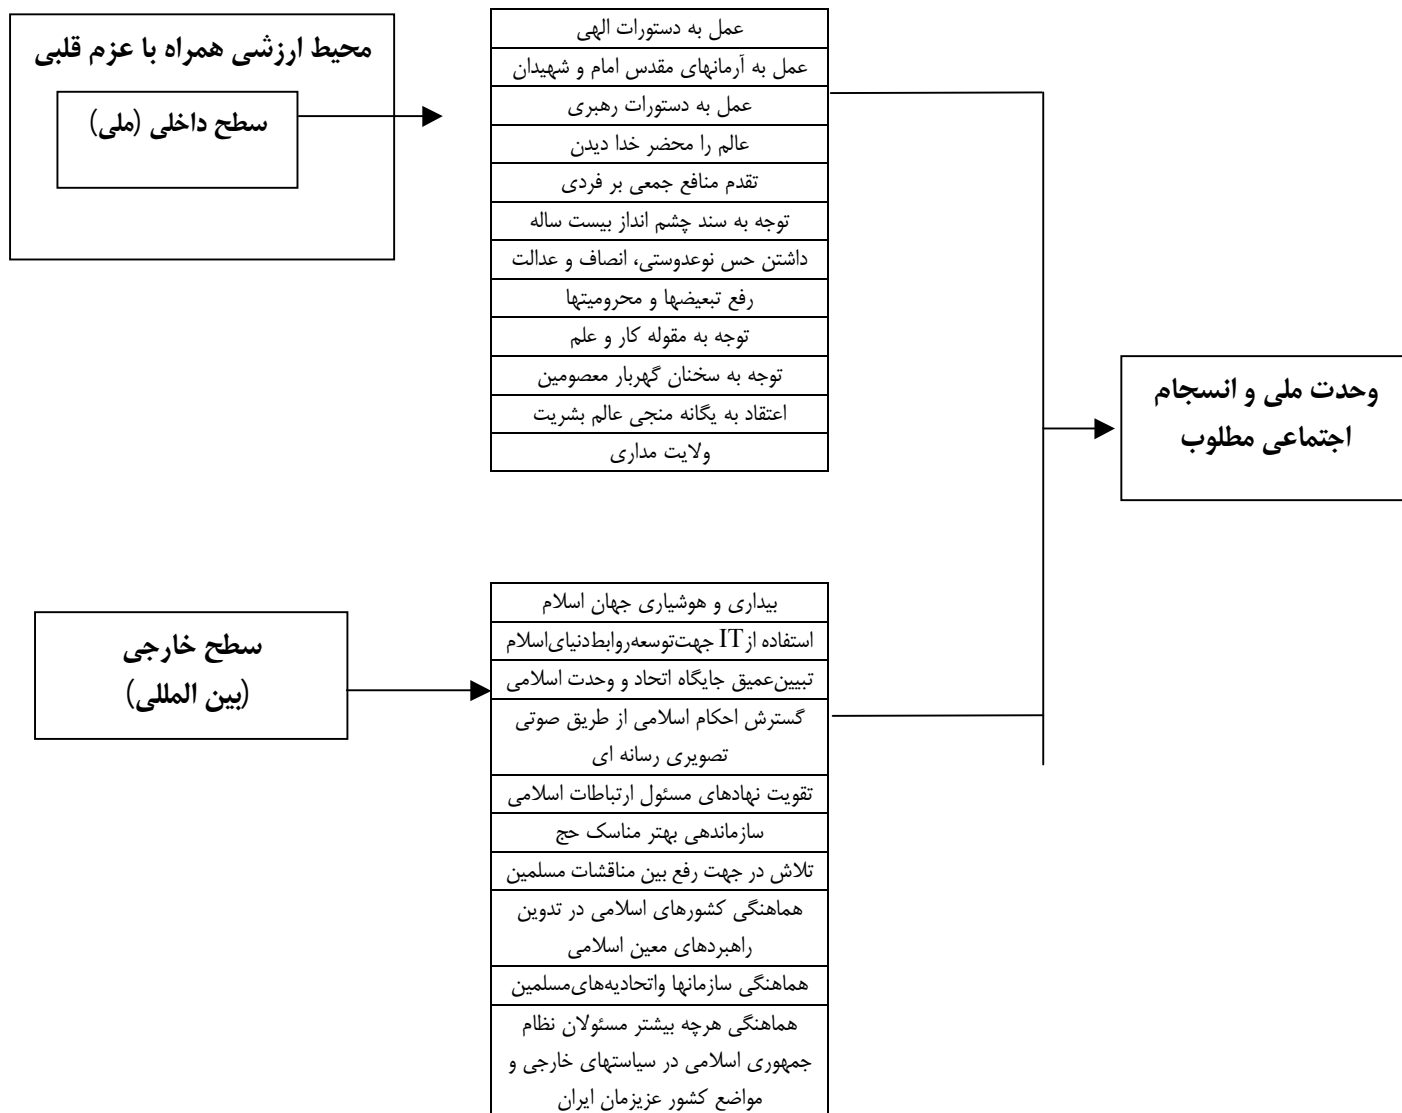 محیط ارزشی همراه با عزم قلبی
سطح داخلی (ملی)
عمل به دستورات الهی
عمل به آرمانهای مقدس امام و شهیدان
عمل به دستورات رهبری
عالم را محضر خدا دیدن
تقدم منافع جمعی بر فردی
توجه به سند چشم انداز بیست ساله
داشتن حس نوعدوستی، انصاف و عدالت
رفع تبعیضها و محرومیتها
توجه به مقوله کار و علم
توجه به سخنان گهربار معصومین
اعتقاد به یگانه منجی عالم بشریت
ولایت مداری
وحدت ملی و انسجام
اجتماعی مطلوب
سطح خارجی
(بین المللی)
بیداری و هوشیاری جهان اسلام
استفاده از IT جهت‌توسعه‌روابط‌دنیای‌اسلام
تبیین‌عمیق جایگاه اتحاد و وحدت اسلامی
گسترش احکام اسلامی از طریق صوتی
تصویری رسانه ای
تقویت نهادهای مسئول ارتباطات اسلامی
سازماندهی بهتر مناسک حج
تلاش در جهت رفع بین مناقشات مسلمین
هماهنگی کشورهای اسلامی در تدوین
راهبردهای معین اسلامی
هماهنگی سازمانها واتحادیه‌های‌مسلمین
هماهنگی هرچه بیشتر مسئولان نظام
جمهوری اسلامی در سیاستهای خارجی و
مواضع کشور عزیزمان ایران